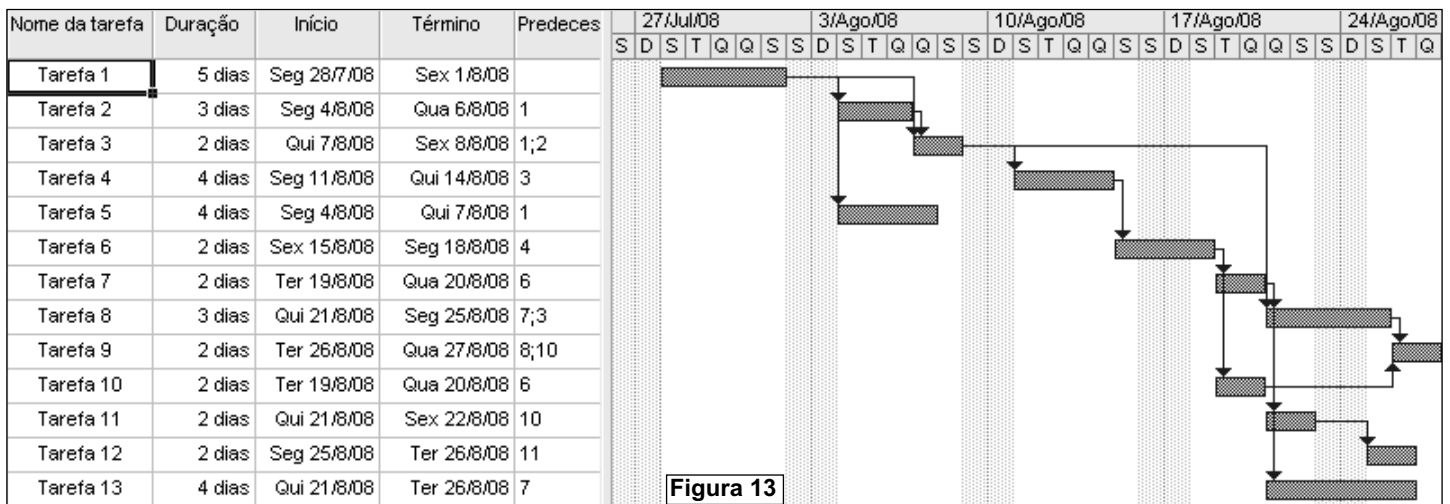 Nome da tarefa Duração Início Término Predeces 27/Jul/08 3/Ago/08 10/Ago/08 17/Ago/08 24/Ago/08
S D S T Q Q S S D S T Q Q S S D S T Q Q S S D S T Q Q S S D S T Q
Tarefa 1 5 dias Seg 28/7/08 Sex 1/8/08
Tarefa 2 3 dias Seg 4/8/08 Qua 6/8/08 1
Tarefa 3 2 dias Qui 7/8/08 Sex 8/8/08 1;2
Tarefa 4 4 dias Seg 11/8/08 Qui 14/8/08 3
Tarefa 5 4 dias Seg 4/8/08 Qui 7/8/08 1
Tarefa 6 2 dias Sex 15/8/08 Seg 18/8/08 4
Tarefa 7 2 dias Ter 19/8/08 Qua 20/8/08 6
Tarefa 8 3 dias Qui 21/8/08 Seg 25/8/08 7;3
Tarefa 9 2 dias Ter 26/8/08 Qua 27/8/08 8;10
Tarefa 10 2 dias Ter 19/8/08 Qua 20/8/08 6
Tarefa 11 2 dias Qui 21/8/08 Sex 22/8/08 10
Tarefa 12 2 dias Seg 25/8/08 Ter 26/8/08 11
Tarefa 13 4 dias Qui 21/8/08 Ter 26/8/08 7
Figura 13